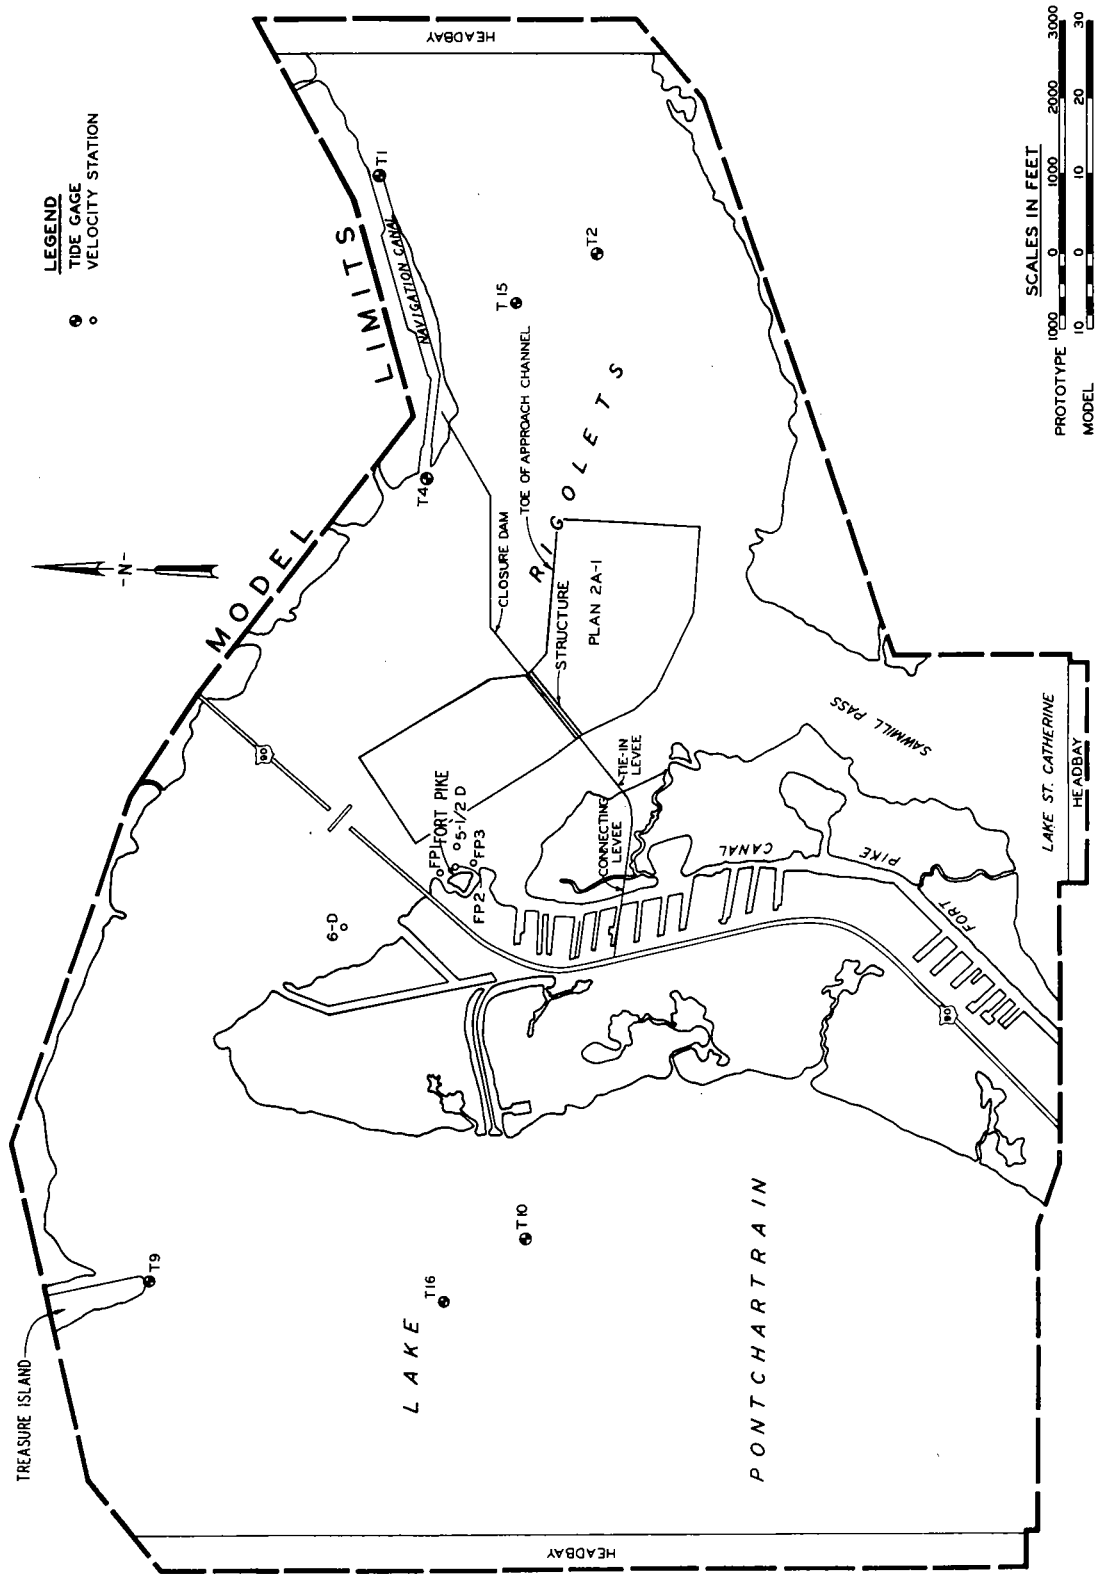 LEGEND
TIDE GAGE
VELOCITY STATION
MODEL LIMITS
-N-
TREASURE ISLAND
HEADBAY
HEADBAY
HEADBAY
T1
T2
T4
T9
T10
T15
T16
NAVIGATION CANAL
RIGOLETS
TOE OF APPROACH CHANNEL
CLOSURE DAM
STRUCTURE
PLAN 2A-1
90
FORT PIKE
FP1
5-1/2 D
FP3
FP2
6-D
TIE-IN
LEVEE
CONNECTING
LEVEE
SAWMILL PASS
FORT PIKE CANAL
90
LAKE ST. CATHERINE
LAKE
PONTCHARTRAIN
SCALES IN FEET
PROTOTYPE 1000 0 1000 2000 3000
MODEL 10 0 10 20 30